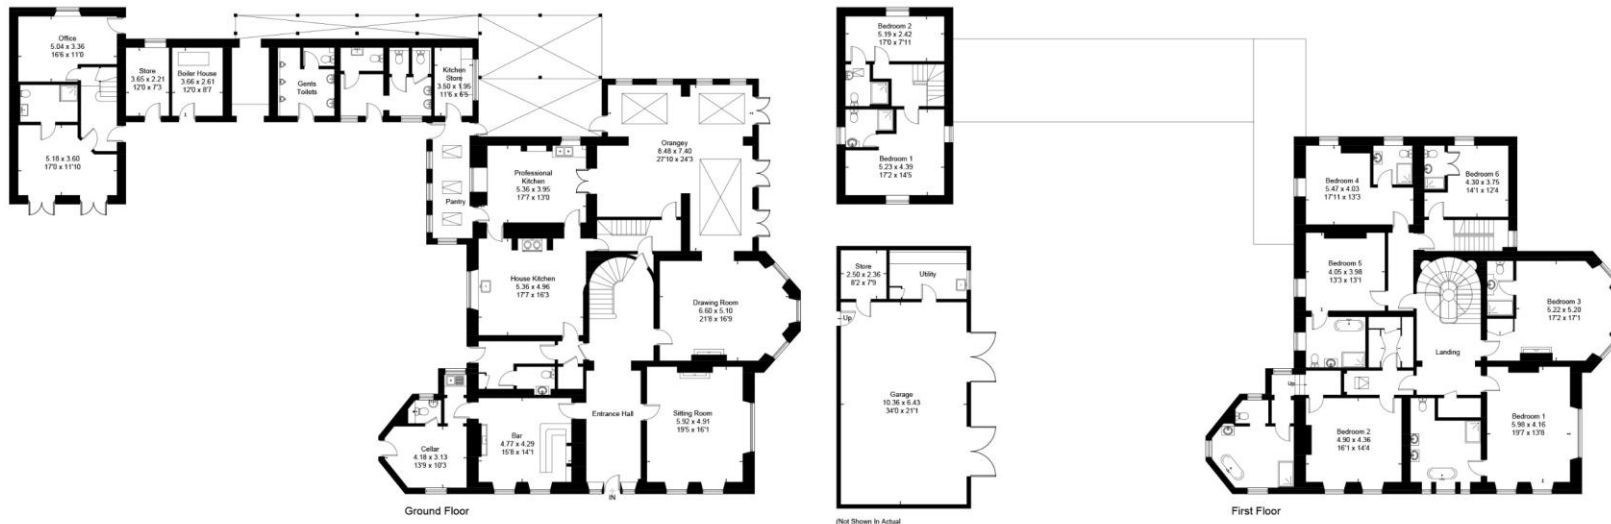 Office
5.04 x 3.36
16'6 x 11'0
Store
3.65 x 2.21
12'0 x 7'3
Boiler House
3.66 x 2.61
12'0 x 8'7
Gents
Toilets
Kitchen
Store
3.50 x 1.95
11'6 x 6'5
5.18 x 3.60
17'0 x 11'10
Orangey
8.48 x 7.40
27'10 x 24'3
Professional
Kitchen
5.36 x 3.95
17'7 x 13'0
Pantry
House Kitchen
5.36 x 4.96
17'7 x 16'3
Drawing Room
6.60 x 5.10
21'8 x 16'9
Entrance Hall
Sitting Room
5.92 x 4.91
19'5 x 16'1
Bar
4.77 x 4.29
15'8 x 14'1
Cellar
4.18 x 3.13
13'9 x 10'3
IN
Ground Floor
Bedroom 2
5.19 x 2.42
17'0 x 7'11
Bedroom 1
5.23 x 4.39
17'2 x 14'5
Store
2.50 x 2.36
8'2 x 7'9
Utility
Up
Garage
10.36 x 6.43
34'0 x 21'1
(Not Shown In Actual
Bedroom 4
5.47 x 4.03
17'11 x 13'3
Bedroom 6
4.30 x 3.75
14'1 x 12'4
Bedroom 5
4.05 x 3.98
13'3 x 13'1
Bedroom 3
5.22 x 5.20
17'2 x 17'1
Landing
Up
Bedroom 2
4.90 x 4.36
16'1 x 14'4
Bedroom 1
5.98 x 4.16
19'7 x 13'8
First Floor